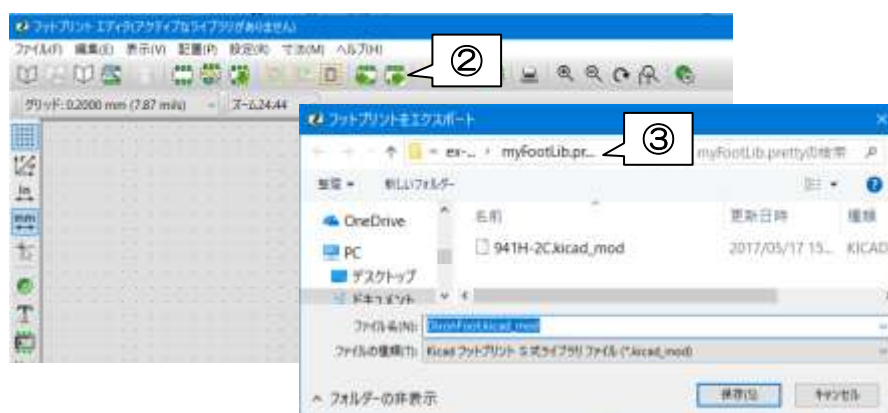 フットプリント エディタ(アクティブなライブラリがありません)
ファイル(F) 編集(E) 表示(V) 配置(P) 設定(R) 寸法(M) ヘルプ(H)
②
グリッド: 0.2000 mm (7.87 mils) ズーム 24.44
フットプリントをエクスポート
③
« ex-... › myFootLib.pr... myFootLib.prettyの検索
整理 新しいフォルダー
in
mm
T
OneDrive
PC
デスクトップ
ドキュメント
名前 更新日時 種類
941H-2C.kicad_mod 2017/05/17 15... KICAD
ファイル名(N):
ファイルの種類(T): Kicad フットプリント 公式ライブラリ ファイル (*.kicad_mod)
フォルダーの非表示 保存(S) キャンセル